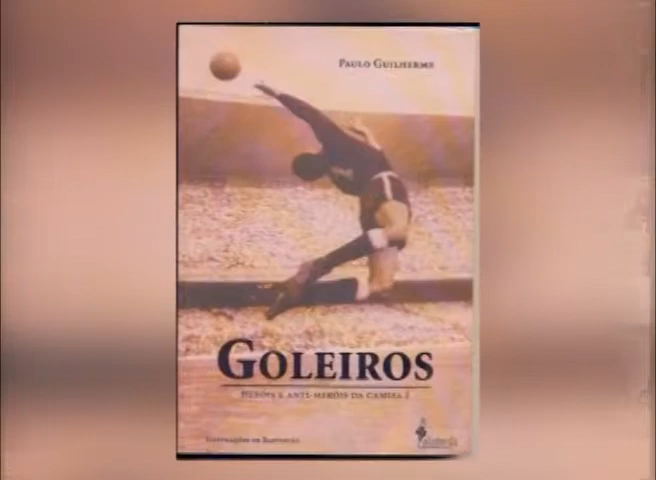 PAULO GUILHERME
GOLEIROS
HERÓIS E ANTI-HERÓIS DA CAMISA 1